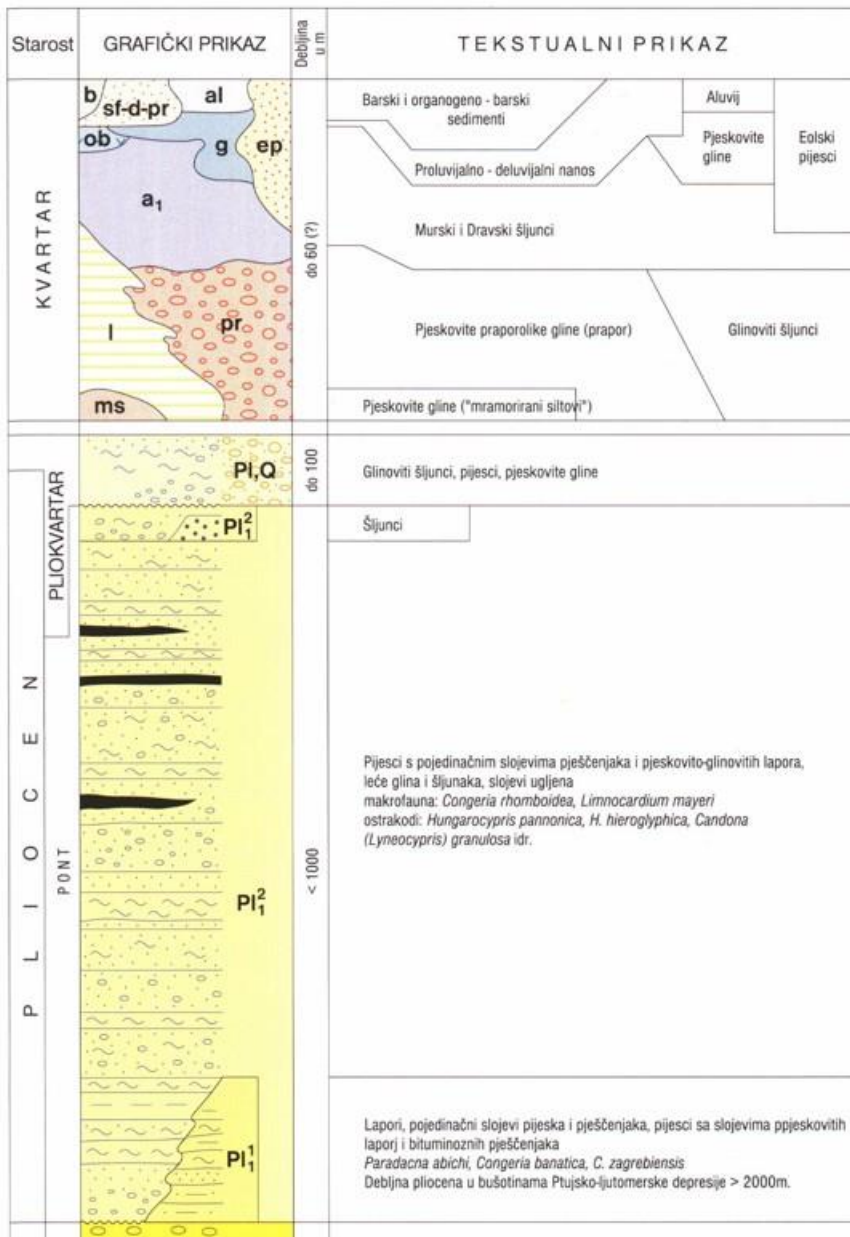 Starost
GRAFIČKI PRIKAZ
Debljina
u m
TEKSTUALNI PRIKAZ
KVARTAR
b
sf-d-pr
al
ob
g
ep
a1
l
pr
ms
do 60 (?)
Barski i organogeno - barski
sedimenti
Aluvij
Pjeskovite
gline
Eolski
pijesci
Proluvijalno - deluvijalni nanos
Murski i Dravski šljunci
Pjeskovite praporolike gline (prapor)
Glinoviti šljunci
Pjeskovite gline ("mramorirani siltovi")
PLIOKVARTAR
Pl,Q
do 100
Glinoviti šljunci, pijesci, pjeskovite gline
PLIOCEN
PONT
Pl₁²
Šljunci
Pl₁²
< 1000
Pijesci s pojedinačnim slojevima pješčenjaka i pjeskovito-glinovitih lapora,
leće glina i šljunaka, slojevi ugljena
makrofauna: Congeria rhomboidea, Limnocardium mayeri
ostrakodi: Hungarocypris pannonica, H. hieroglyphica, Candona
(Lyneocypris) granulosa idr.
Pl₁¹
Lapori, pojedinačni slojevi pijeska i pješčenjaka, pijesci sa slojevima ppjeskovitih
laporj i bituminoznih pješčenjaka
Paradacna abichi, Congeria banatica, C. zagrebiensis
Debljna pliocena u bušotinama Ptujsko-ljutomerske depresije > 2000m.